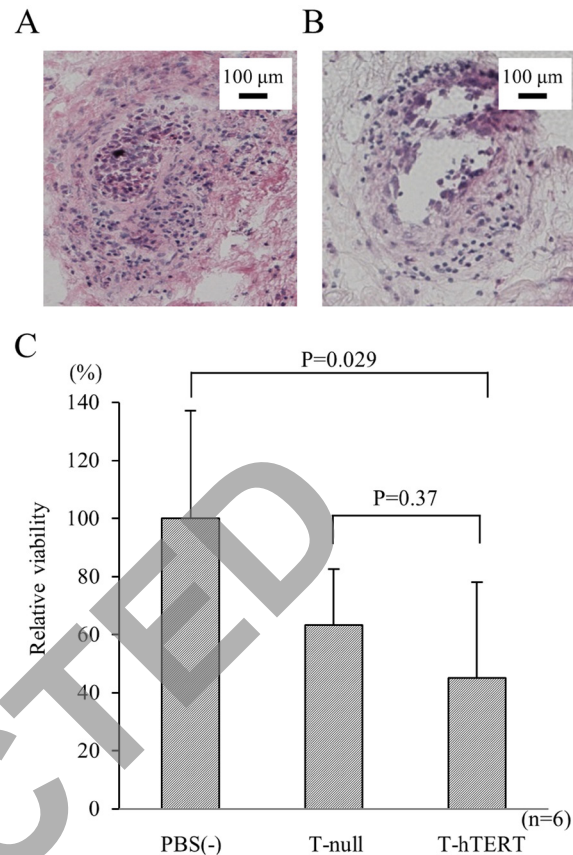 A
B
100 μm
100 μm
C
(%)
P=0.029
140
120
P=0.37
100
80
60
40
20
0
Relative viability
(n=6)
PBS(-) T-null T-hTERT
CTED